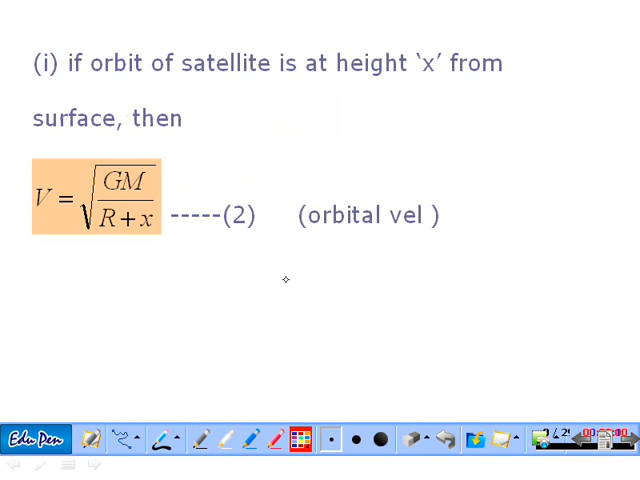 (i) if orbit of satellite is at height ‘x’ from
surface, then
V = √(GM / (R + x)) -----(2) (orbital vel )
Edu Pen